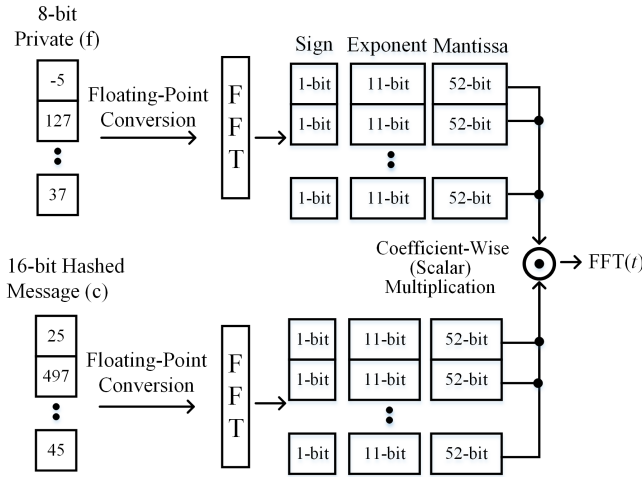 8-bit
Private (f)
-5
127
37
Floating-Point
Conversion
F
F
T
Sign Exponent Mantissa
1-bit 11-bit 52-bit
1-bit 11-bit 52-bit
1-bit 11-bit 52-bit
Coefficient-Wise
(Scalar)
Multiplication
FFT(t)
16-bit Hashed
Message (c)
25
497
45
Floating-Point
Conversion
F
F
T
1-bit 11-bit 52-bit
1-bit 11-bit 52-bit
1-bit 11-bit 52-bit